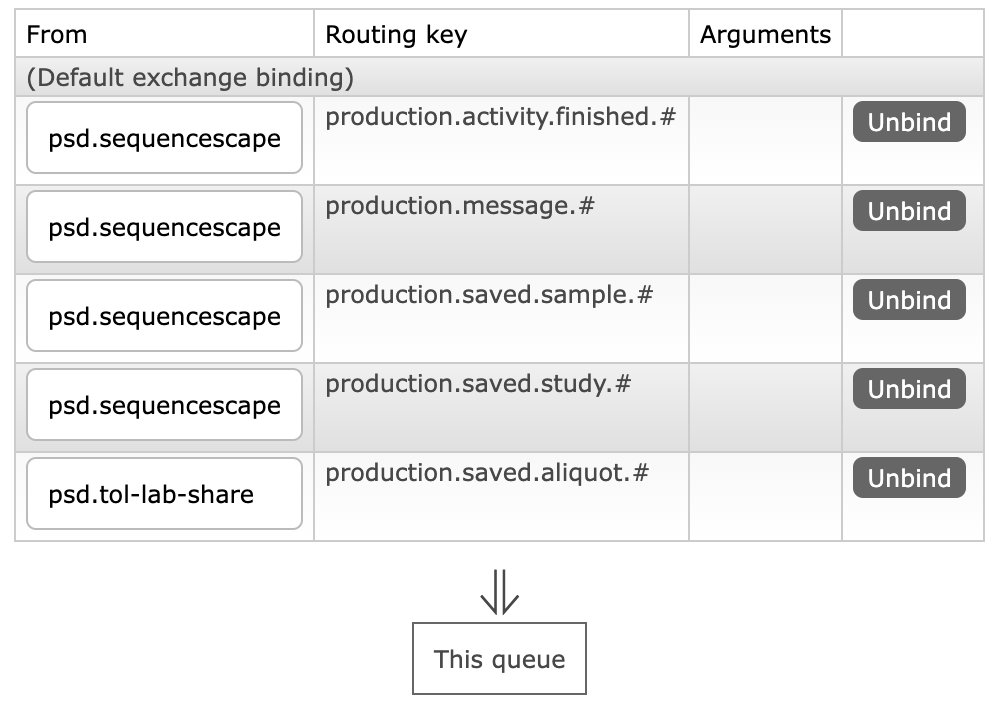 From Routing key Arguments
(Default exchange binding)
psd.sequencescape production.activity.finished.# Unbind
psd.sequencescape production.message.# Unbind
psd.sequencescape production.saved.sample.# Unbind
psd.sequencescape production.saved.study.# Unbind
psd.tol-lab-share production.saved.aliquot.# Unbind
⇓
This queue